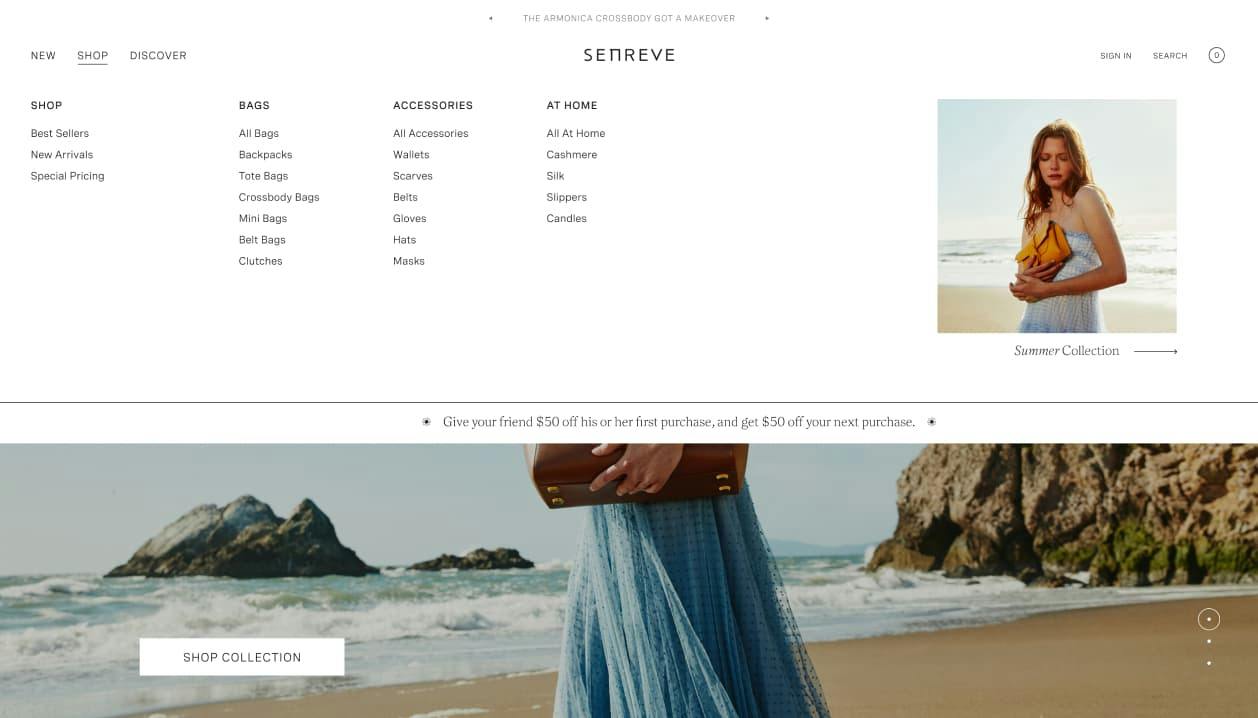 THE ARMONICA CROSSBODY GOT A MAKEOVER
NEW SHOP DISCOVER
SENREVE
SIGN IN SEARCH 0
SHOP
Best Sellers
New Arrivals
Special Pricing
BAGS
All Bags
Backpacks
Tote Bags
Crossbody Bags
Mini Bags
Belt Bags
Clutches
ACCESSORIES
All Accessories
Wallets
Scarves
Belts
Gloves
Hats
Masks
AT HOME
All At Home
Cashmere
Silk
Slippers
Candles
Summer Collection
Give your friend $50 off his or her first purchase, and get $50 off your next purchase.
SHOP COLLECTION